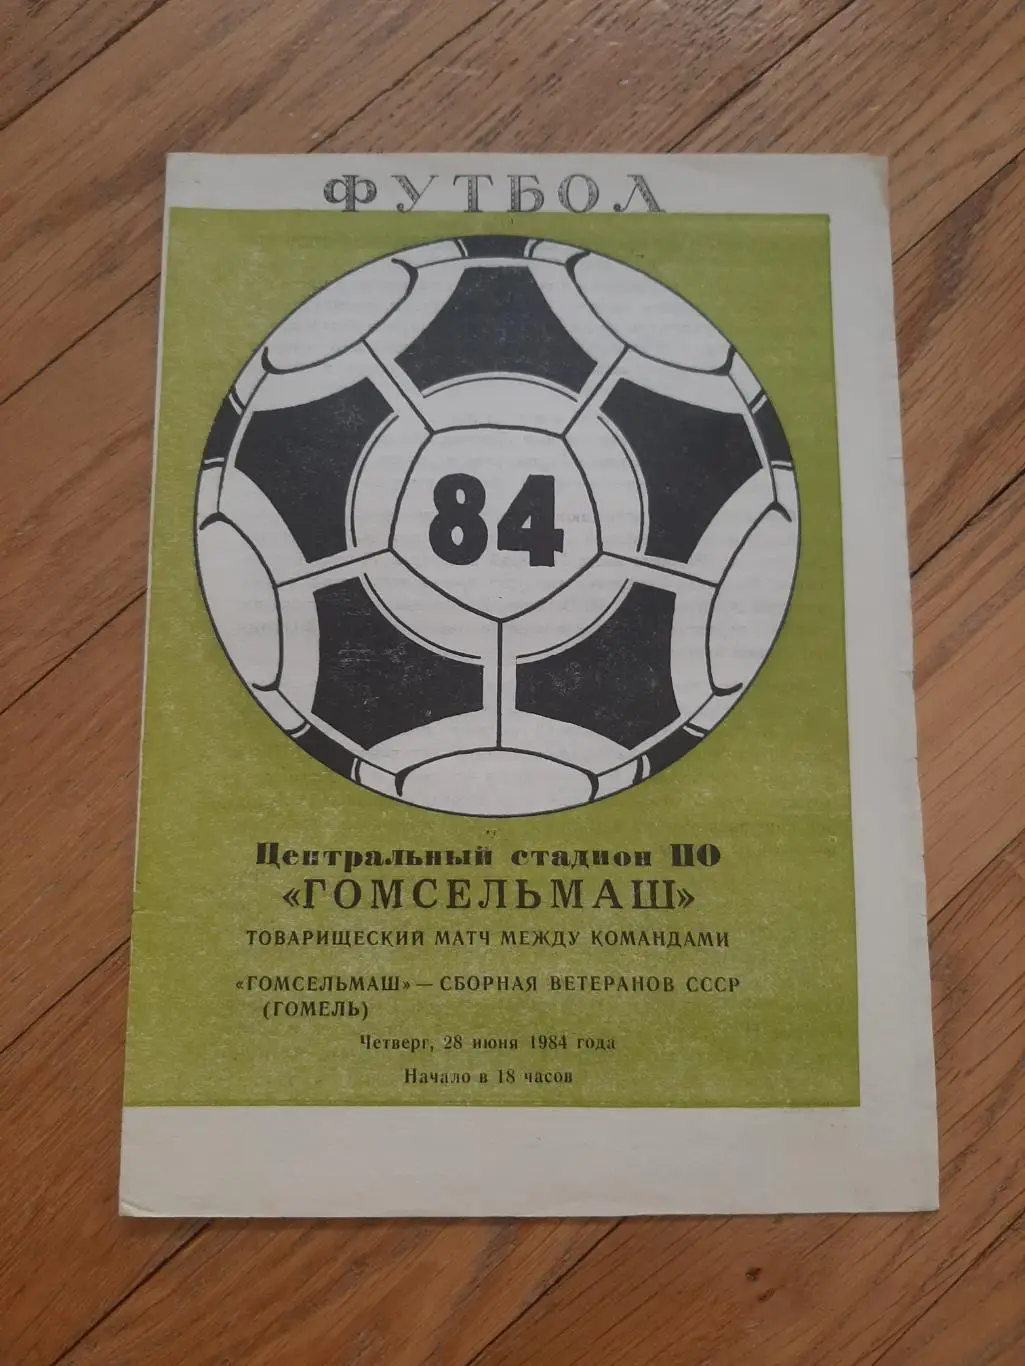 ФУТБОЛ
84
Центральный стадион ПО
«ГОМСЕЛЬМАШ»
ТОВАРИЩЕСКИЙ МАТЧ МЕЖДУ КОМАНДАМИ
«ГОМСЕЛЬМАШ» — СБОРНАЯ ВЕТЕРАНОВ СССР
(ГОМЕЛЬ)
Четверг, 28 июня 1984 года
Начало в 18 часов